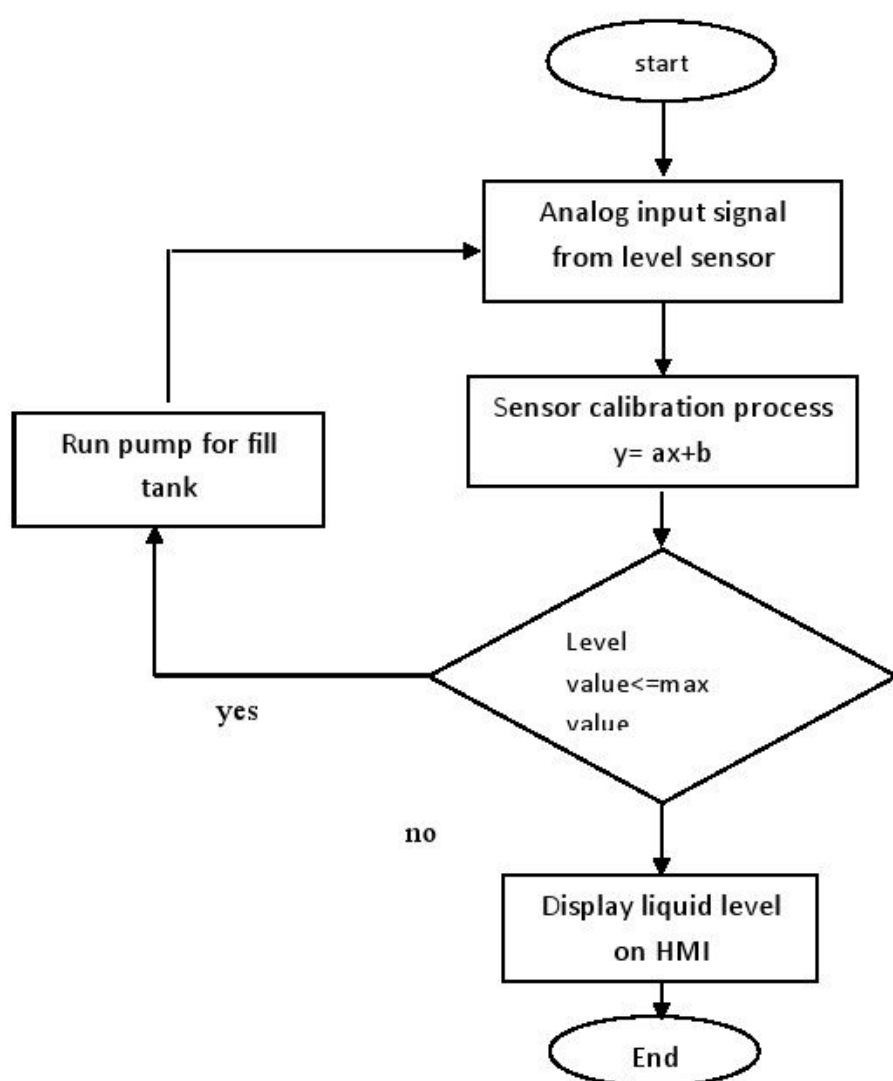 start
Analog input signal
from level sensor
Sensor calibration process
y= ax+b
Run pump for fill
tank
Level
value<=max
value
yes
no
Display liquid level
on HMI
End